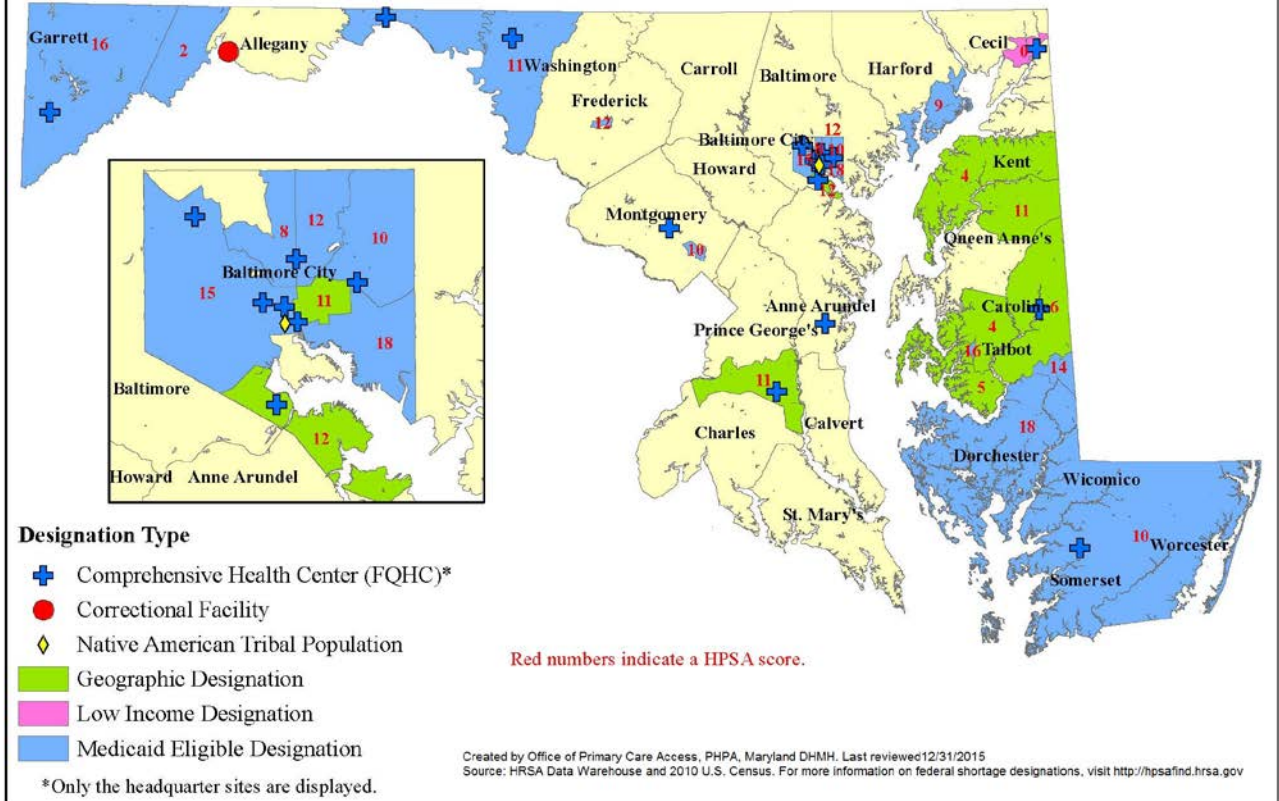 Garrett 16
2
Allegany
11 Washington
Frederick
12
Carroll
Baltimore
Harford
Cecil
0
9
12
Baltimore City
10
18
12
Howard
Kent
4
11
Queen Anne's
Montgomery
10
Anne Arundel
Prince George's
Caroline 6
4
16 Talbot
5
14
11
Calvert
Charles
18
Dorchester
Wicomico
St. Mary's
10 Worcester
Somerset
8
12
10
Baltimore City
15
11
18
Baltimore
12
Howard
Anne Arundel
Designation Type
Comprehensive Health Center (FQHC)*
Correctional Facility
Native American Tribal Population
Geographic Designation
Low Income Designation
Medicaid Eligible Designation
*Only the headquarter sites are displayed.
Red numbers indicate a HPSA score.
Created by Office of Primary Care Access, PHPA, Maryland DHMH. Last reviewed12/31/2015
Source: HRSA Data Warehouse and 2010 U.S. Census. For more information on federal shortage designations, visit http://hpsafind.hrsa.gov